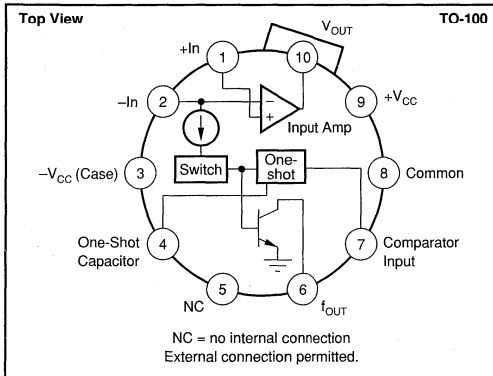 Top View
TO-100
V_OUT
+In
1
10
–In
2
9
+V_CC
–
+
Input Amp
–V_CC (Case)
3
Switch
One-
shot
8
Common
One-Shot
Capacitor
4
7
Comparator
Input
NC
5
6
f_OUT
NC = no internal connection
External connection permitted.